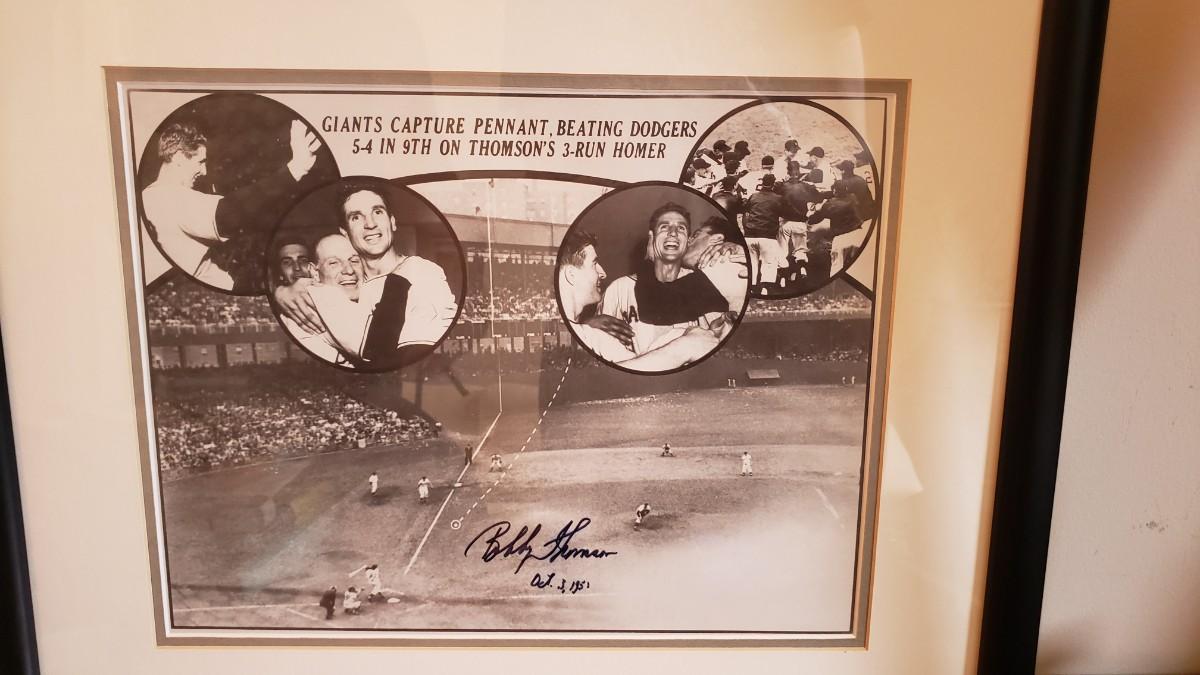 GIANTS CAPTURE PENNANT, BEATING DODGERS
5-4 IN 9TH ON THOMSON'S 3-RUN HOMER
Bobby Thomson
Oct. 3, 1951